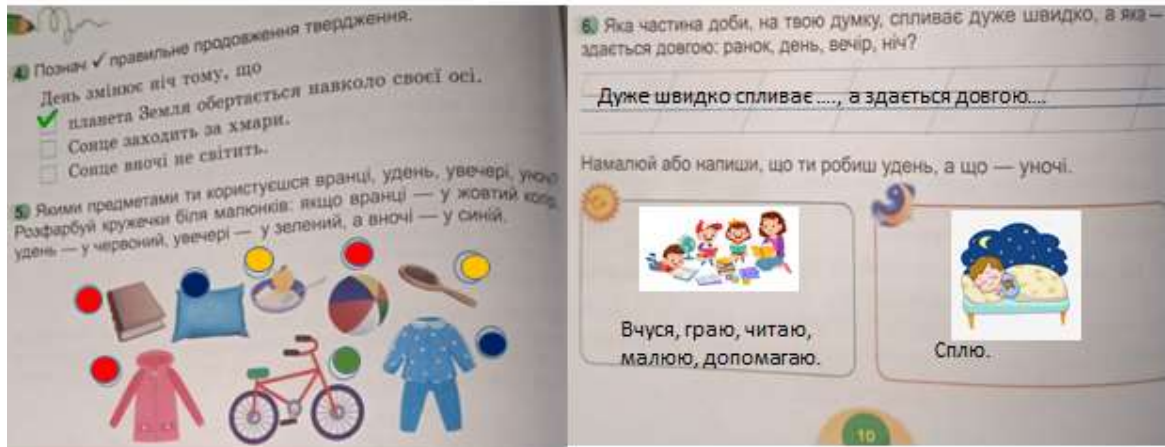 4. Познач ✓ правильне продовження твердження.
День змінює ніч тому, що
планета Земля обертається навколо своєї осі.
Сонце заходить за хмари.
Сонце вночі не світить.
5. Якими предметами ти користуєшся вранці, удень, увечері, уночі
Розфарбуй кружечки біля малюнків: якщо вранці — у жовтий колір,
удень — у червоний, увечері — у зелений, а вночі — у синій.
6. Яка частина доби, на твою думку, спливає дуже швидко, а яка —
здається довгою: ранок, день, вечір, ніч?
Дуже швидко спливає ...., а здається довгою....
Намалюй або напиши, що ти робиш удень, а що — уночі.
Вчуся, граю, читаю,
малюю, допомагаю.
Сплю.
10